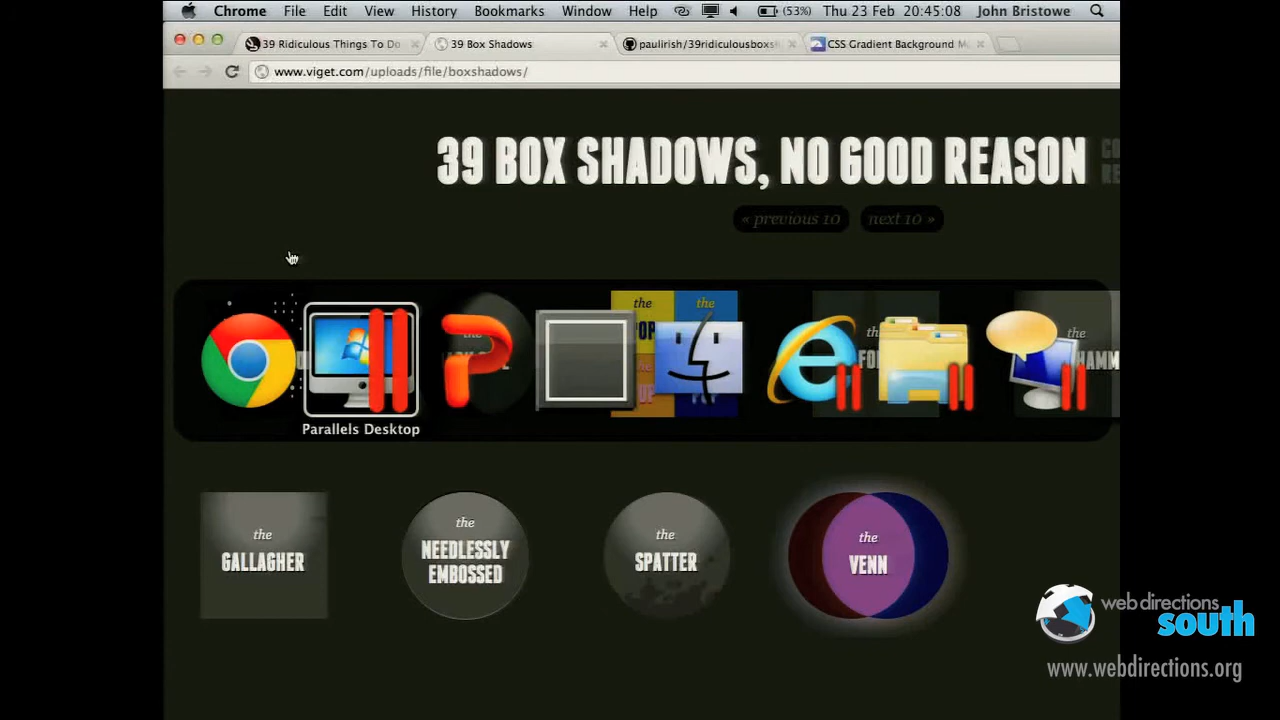 Chrome File Edit View History Bookmarks Window Help (53%) Thu 23 Feb 20:45:08 John Bristowe
39 Ridiculous Things To Do
39 Box Shadows
paulirish/39ridiculousboxsh
CSS Gradient Background M
www.viget.com/uploads/file/boxshadows/
39 BOX SHADOWS, NO GOOD REASON
« previous 10
next 10 »
the
the
the
the
Parallels Desktop
the
GALLAGHER
the
NEEDLESSLY
EMBOSSED
the
SPATTER
the
VENN
web directions
south
www.webdirections.org